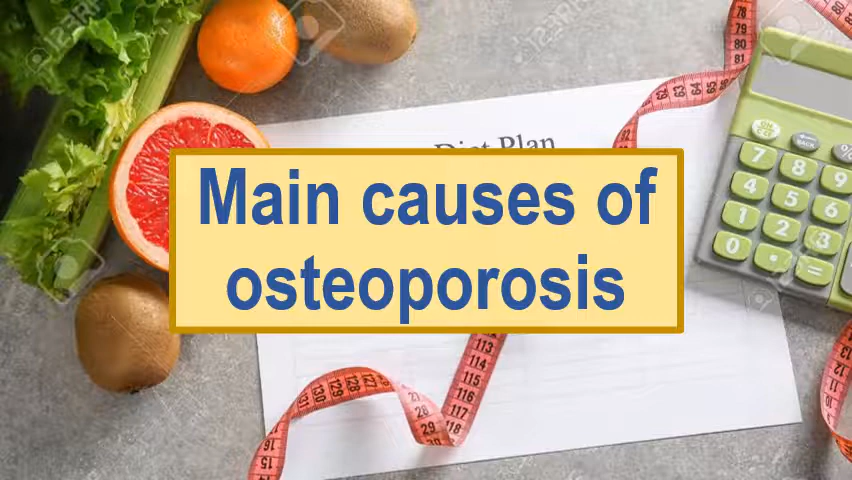 Diet Plan
Main causes of
osteoporosis